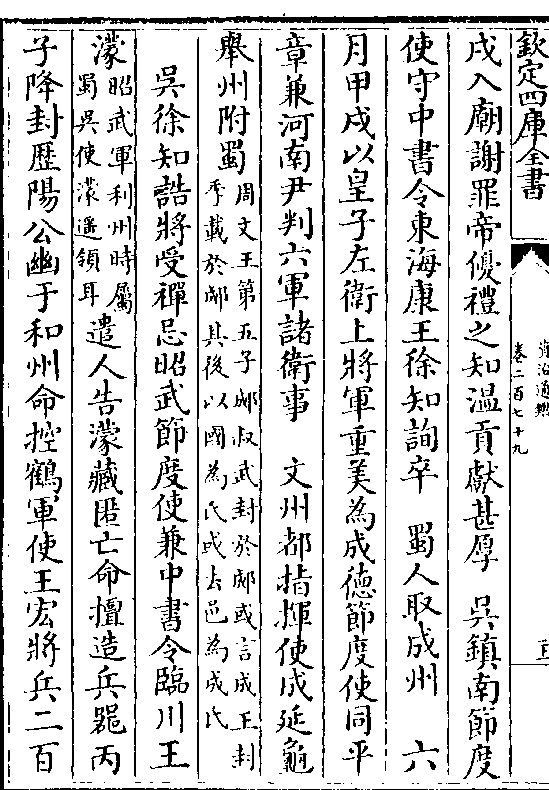 欽定四庫全書
資治通鑑
卷二百七十九
戌入廟謝罪帝優禮之知溫貢獻甚厚　吳鎮南節度
使守中書令東海康王徐知詢卒　蜀人取成州　六
月甲戌以皇子左衛上將軍重美為成德節度使同平
章兼河南尹判六軍諸衛事　文州都指揮使成延龜
舉州附蜀周文王第五子郕叔武封於郕或言成王封季載於郕其後以國為氏或去邑為成氏
吳徐知誥將受禪忌昭武節度使兼中書令臨川王
濛昭武軍利州時屬蜀吳使濛遥領耳遣人告濛藏匿亡命擅造兵器丙
子降封歷陽公幽于和州命控鶴軍使王宏將兵二百